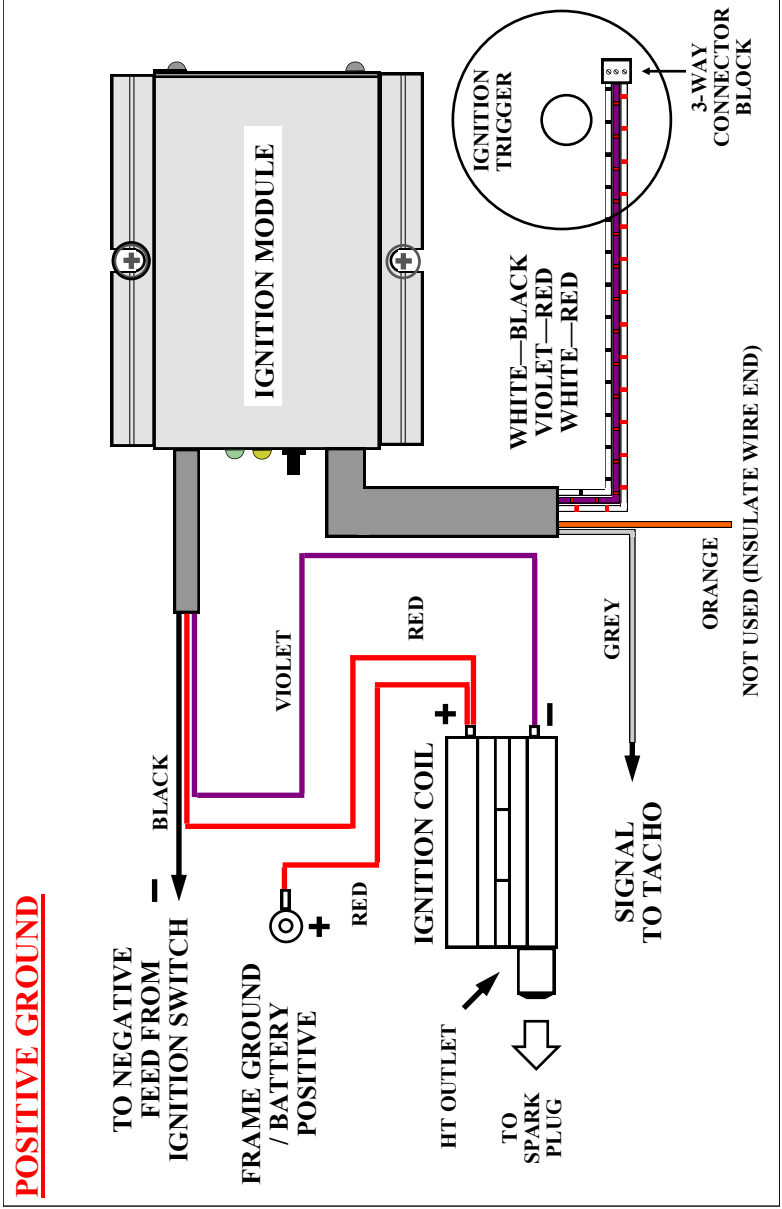 POSITIVE GROUND
TO NEGATIVE
FEED FROM
IGNITION SWITCH
–
BLACK
FRAME GROUND
/ BATTERY
POSITIVE
+
RED
VIOLET
RED
IGNITION MODULE
IGNITION COIL
+
–
HT OUTLET
TO
SPARK
PLUG
SIGNAL
TO TACHO
GREY
ORANGE
NOT USED (INSULATE WIRE END)
WHITE—BLACK
VIOLET—RED
WHITE—RED
IGNITION
TRIGGER
3-WAY
CONNECTOR
BLOCK